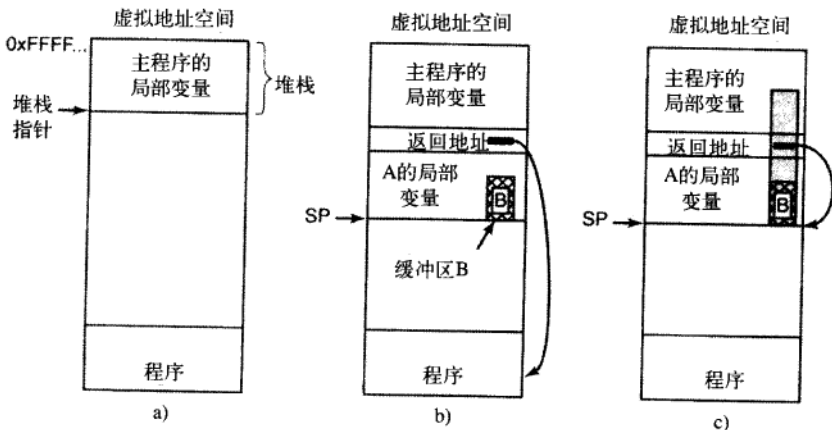 虚拟地址空间
0xFFFF...
主程序的
局部变量
堆栈
堆栈
指针
程序
a)
虚拟地址空间
主程序的
局部变量
返回地址
A的局部
变量
B
SP
缓冲区B
程序
b)
虚拟地址空间
主程序的
局部变量
返回地址
A的局部
变量
B
SP
程序
c)